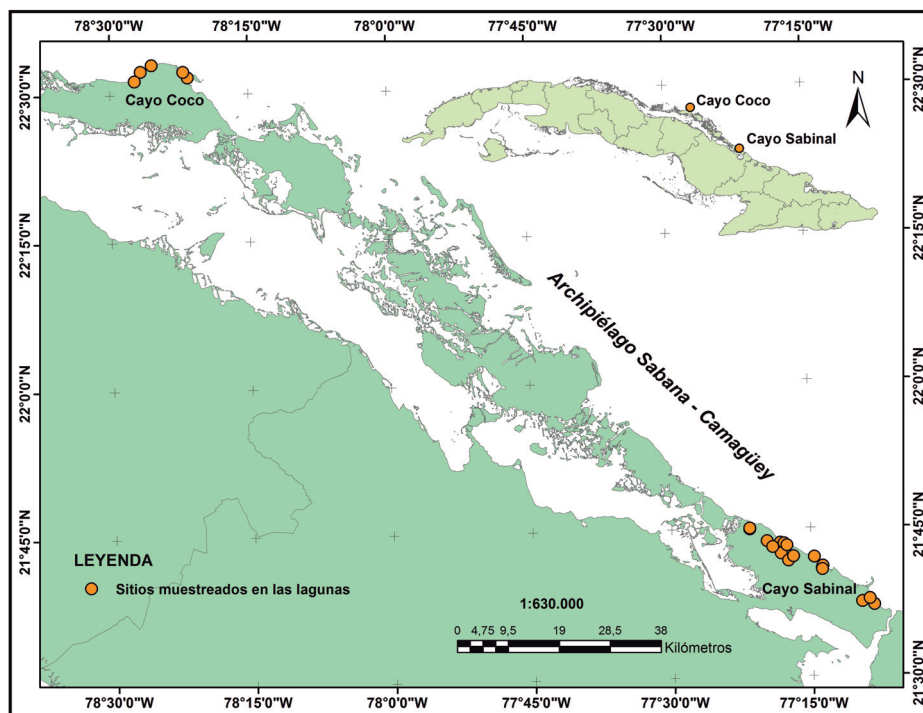 78°30'0"W 78°15'0"W 78°0'0"W 77°45'0"W 77°30'0"W 77°15'0"W
22°30'0"N
22°30'0"N
Cayo Coco
Cayo Coco
N
Cayo Sabinal
22°15'0"N
22°15'0"N
Archipiélago Sabana - Camagüey
22°0'0"N
22°0'0"N
21°45'0"N
21°45'0"N
LEYENDA
Sitios muestreados en las lagunas
Cayo Sabinal
1:630.000
0 4,75 9,5 19 28,5 38
Kilómetros
21°30'0"N
78°30'0"W 78°15'0"W 78°0'0"W 77°45'0"W 77°30'0"W 77°15'0"W